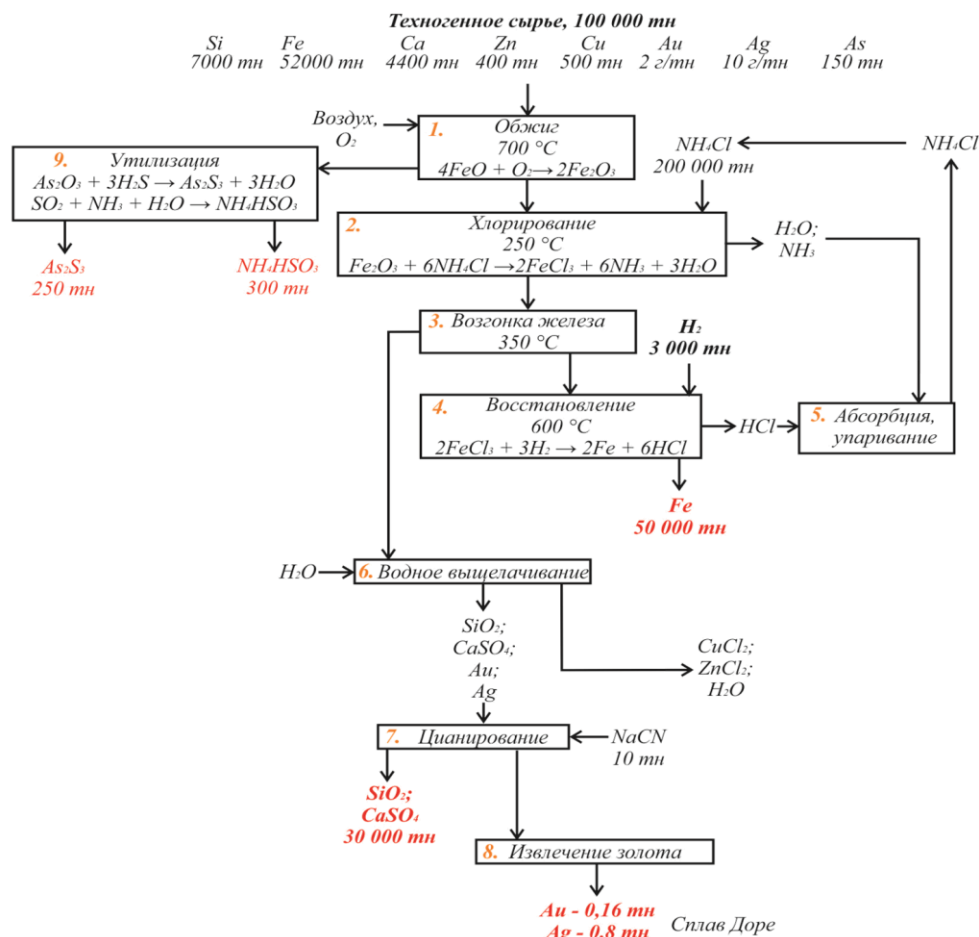 Техногенное сырье, 100 000 тн
Si Fe Ca Zn Cu Au Ag As
7000 тн 52000 тн 4400 тн 400 тн 500 тн 2 г/тн 10 г/тн 150 тн
Воздух,
O₂
1. Обжиг
700 °C
4FeO + O₂→2Fe₂O₃
9. Утилизация
As₂O₃ + 3H₂S → As₂S₃ + 3H₂O
SO₂ + NH₃ + H₂O → NH₄HSO₃
As₂S₃
250 тн
NH₄HSO₃
300 тн
NH₄Cl
200 000 тн
NH₄Cl
2. Хлорирование
250 °C
Fe₂O₃ + 6NH₄Cl →2FeCl₃ + 6NH₃ + 3H₂O
H₂O;
NH₃
3. Возгонка железа
350 °C
H₂
3 000 тн
4. Восстановление
600 °C
2FeCl₃ + 3H₂ → 2Fe + 6HCl
HCl
5. Абсорбция,
упаривание
Fe
50 000 тн
H₂O
6. Водное выщелачивание
SiO₂;
CaSO₄;
Au;
Ag
CuCl₂;
ZnCl₂;
H₂O
7. Цианирование
NaCN
10 тн
SiO₂;
CaSO₄
30 000 тн
8. Извлечение золота
Au - 0,16 тн
Ag - 0,8 тн
Сплав Доре